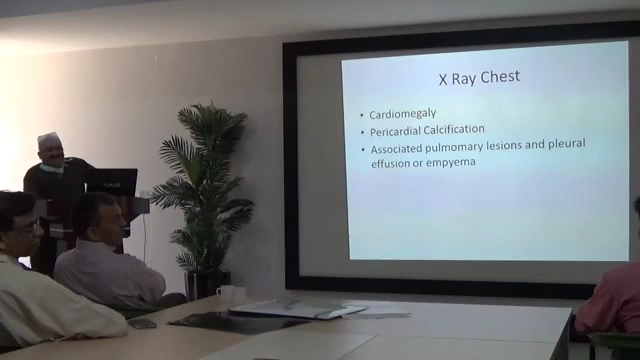 X Ray Chest
• Cardiomegaly
• Pericardial Calcification
• Associated pulmomary lesions and pleural
effusion or empyema